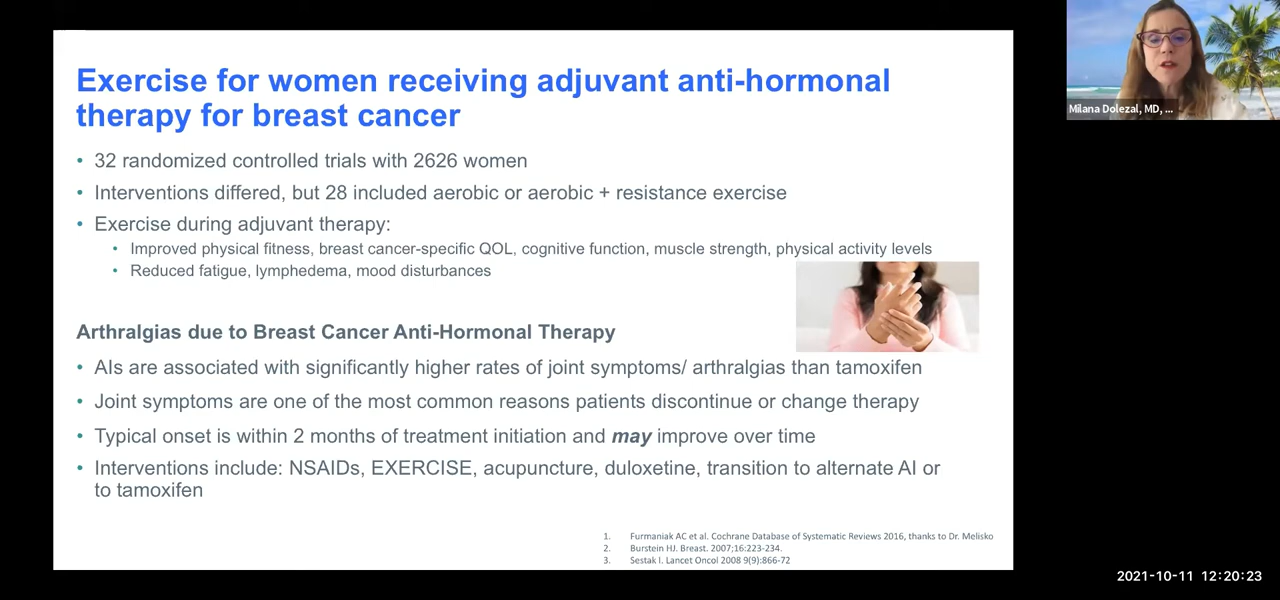 Exercise for women receiving adjuvant anti-hormonal
therapy for breast cancer
• 32 randomized controlled trials with 2626 women
• Interventions differed, but 28 included aerobic or aerobic + resistance exercise
• Exercise during adjuvant therapy:
• Improved physical fitness, breast cancer-specific QOL, cognitive function, muscle strength, physical activity levels
• Reduced fatigue, lymphedema, mood disturbances
Arthralgias due to Breast Cancer Anti-Hormonal Therapy
• AIs are associated with significantly higher rates of joint symptoms/ arthralgias than tamoxifen
• Joint symptoms are one of the most common reasons patients discontinue or change therapy
• Typical onset is within 2 months of treatment initiation and may improve over time
• Interventions include: NSAIDs, EXERCISE, acupuncture, duloxetine, transition to alternate AI or
to tamoxifen
1. Furmaniak AC et al. Cochrane Database of Systematic Reviews 2016, thanks to Dr. Melisko
2. Burstein HJ. Breast. 2007;16:223-234.
3. Sestak I. Lancet Oncol 2008 9(9):866-72
Milana Dolezal, MD, ...
2021-10-11 12:20:23